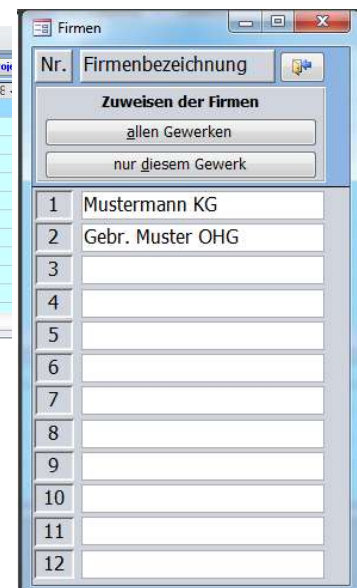 Firmen
Nr. Firmenbezeichnung
Zuweisen der Firmen
allen Gewerken
nur diesem Gewerk
1 Mustermann KG
2 Gebr. Muster OHG
3
4
5
6
7
8
9
10
11
12